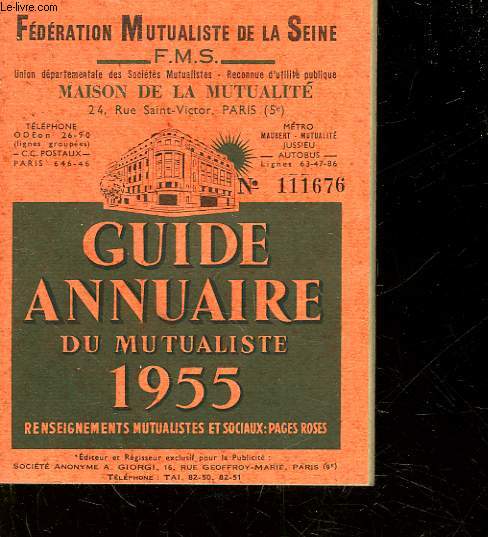 Le-livre.com
FÉDÉRATION MUTUALISTE DE LA SEINE
F.M.S.
Union départementale des Sociétés Mutualistes - Reconnue d'utilité publique
MAISON DE LA MUTUALITÉ
24, Rue Saint-Victor, PARIS (5e)
TÉLÉPHONE
ODÉon 26-90
(lignes groupées)
— C.C. POSTAUX —
PARIS 646-46
MÉTRO
MAUBERT - MUTUALITÉ
JUSSIEU
— AUTOBUS —
Lignes 63-47-86
N° 111676
GUIDE
ANNUAIRE
DU MUTUALISTE
1955
RENSEIGNEMENTS MUTUALISTES ET SOCIAUX: PAGES ROSES
Éditeur et Régisseur exclusif pour la Publicité :
SOCIÉTÉ ANONYME A. GIORGI, 16, RUE GEOFFROY-MARIE, PARIS (9e)
TÉLÉPHONE : TAI. 82-50, 82-51